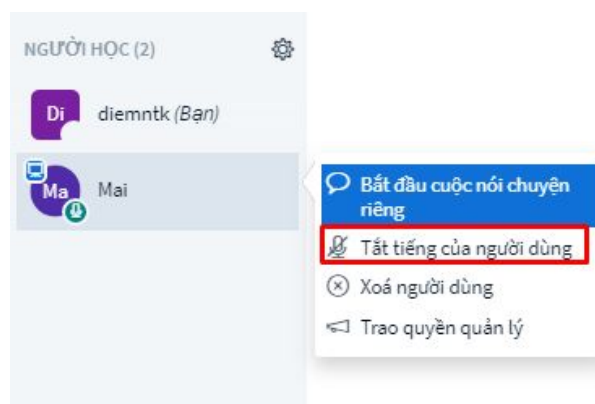 NGƯỜI HỌC (2)
Di diemntk (Bạn)
Ma Mai
Bắt đầu cuộc nói chuyện
riêng
Tắt tiếng của người dùng
Xoá người dùng
Trao quyền quản lý